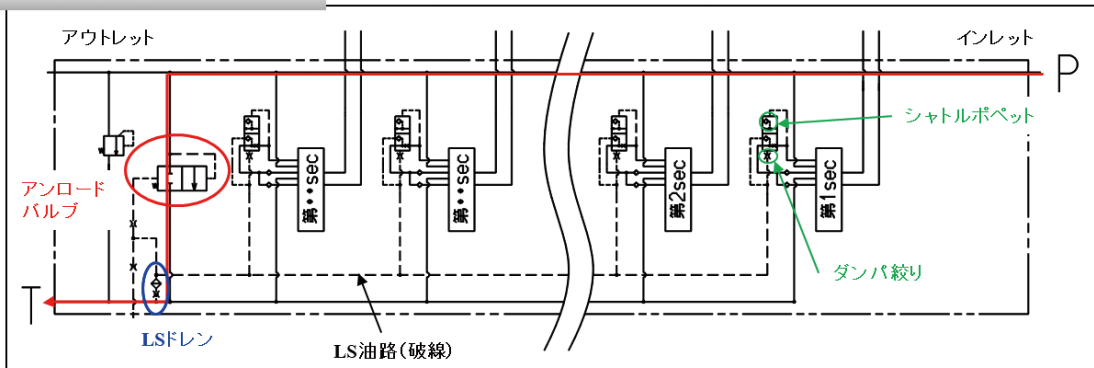 アウトレット
インレット
P
シャトルポペット
アンロード
バルブ
第・・sec
第・・sec
第2sec
第1sec
ダンパ絞り
T
LSドレン
LS油路(破線)